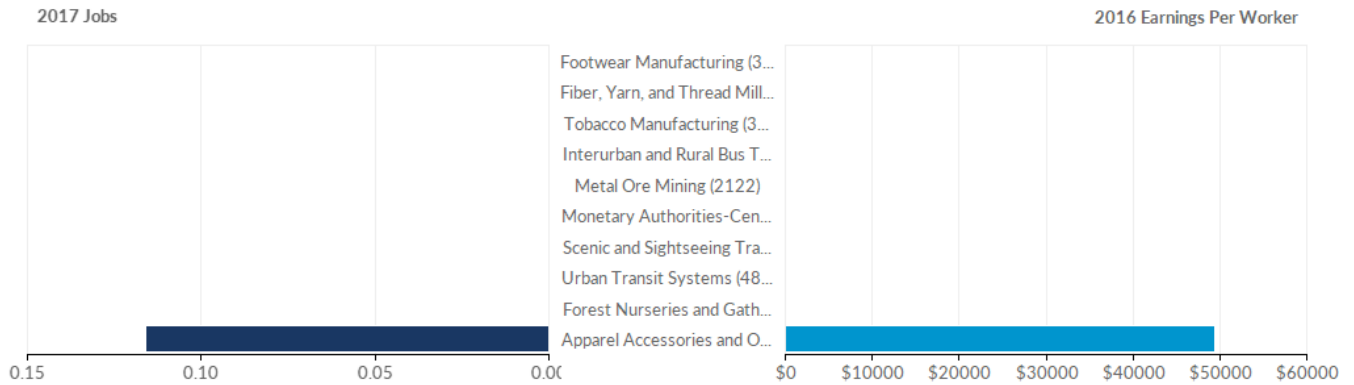 2017 Jobs
2016 Earnings Per Worker
Footwear Manufacturing (3...
Fiber, Yarn, and Thread Mill...
Tobacco Manufacturing (3...
Interurban and Rural Bus T...
Metal Ore Mining (2122)
Monetary Authorities-Cen...
Scenic and Sightseeing Tra...
Urban Transit Systems (48...
Forest Nurseries and Gath...
Apparel Accessories and O...
0.15 0.10 0.05 0.0
$0 $10000 $20000 $30000 $40000 $50000 $60000